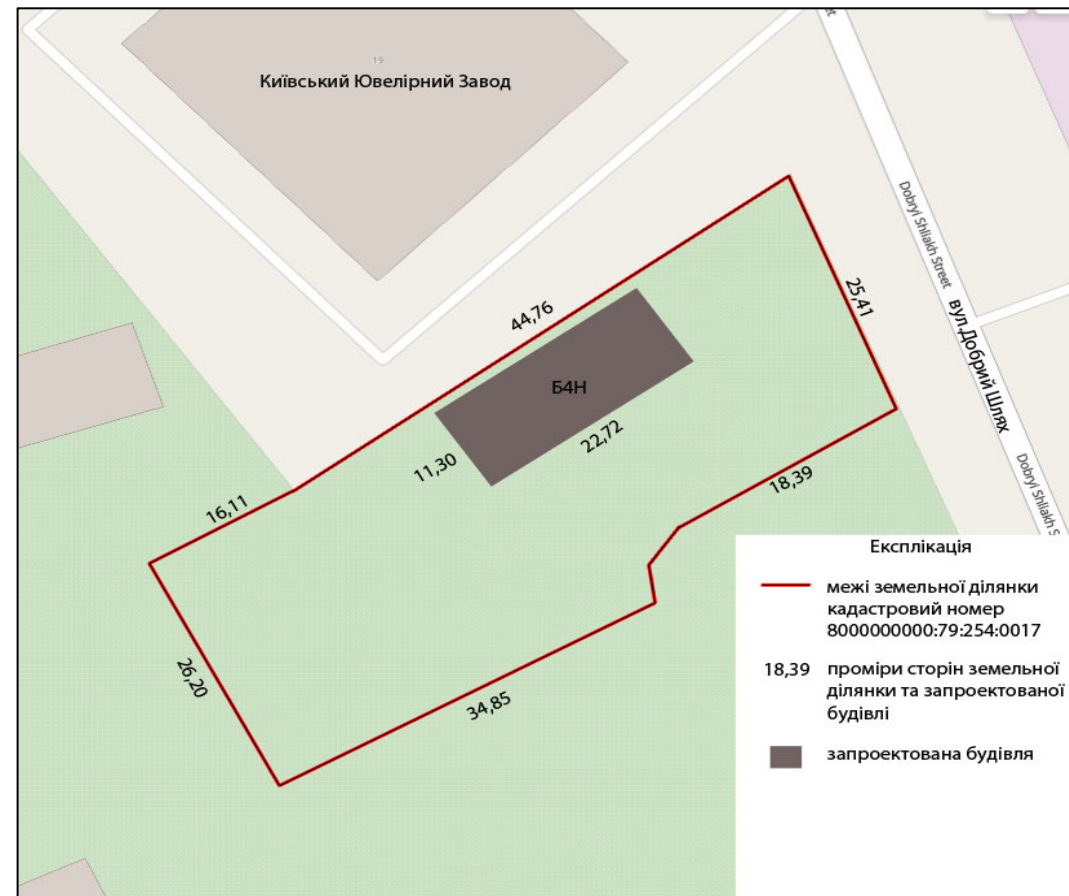 19
Київський Ювелірний Завод
Dobryi Shliakh Street
вул.Добрий Шлях
Dobryi Shliakh S
44,76
25,41
Б4Н
11,30
22,72
18,39
16,11
26,20
34,85
Експлікація
межі земельної ділянки
кадастровий номер
8000000000:79:254:0017
18,39 проміри сторін земельної
ділянки та запроектованої
будівлі
запроектована будівля